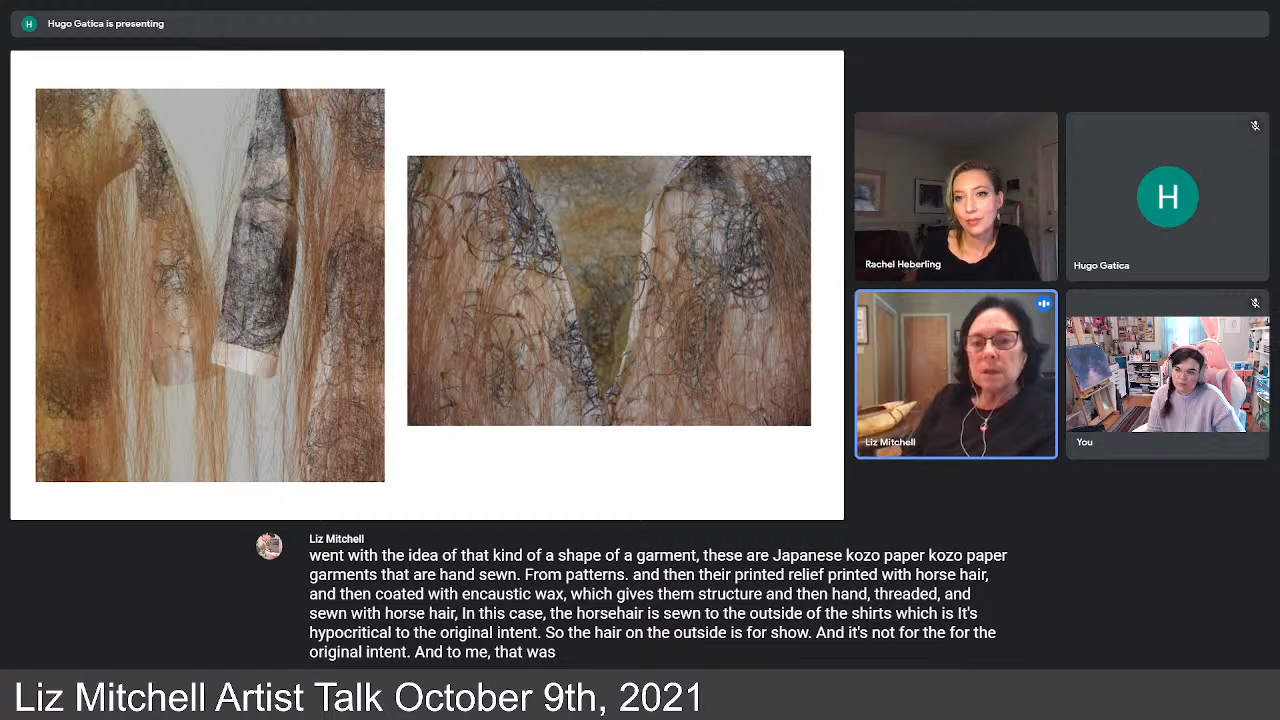 H
Hugo Gatica is presenting
Rachel Heberling
H
Hugo Gatica
Liz Mitchell
You
Liz Mitchell
went with the idea of that kind of a shape of a garment, these are Japanese kozo paper kozo paper
garments that are hand sewn. From patterns. and then their printed relief printed with horse hair,
and then coated with encaustic wax, which gives them structure and then hand, threaded, and
sewn with horse hair, In this case, the horsehair is sewn to the outside of the shirts which is It's
hypocritical to the original intent. So the hair on the outside is for show. And it's not for the for the
original intent. And to me, that was
Liz Mitchell Artist Talk October 9th, 2021